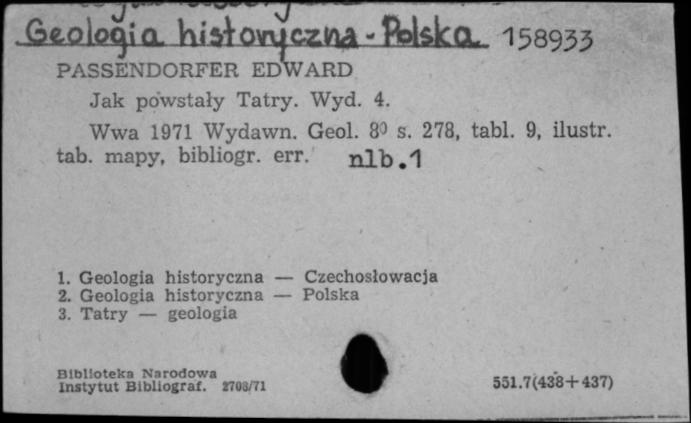 Geologia historyczna - Polska 158933
PASSENDORFER EDWARD
Jak powstały Tatry. Wyd. 4.
Wwa 1971 Wydawn. Geol. 8⁰ s. 278, tabl. 9, ilustr.
tab. mapy, bibliogr. err. nlb.1
1. Geologia historyczna — Czechosłowacja
2. Geologia historyczna — Polska
3. Tatry — geologia
Biblioteka Narodowa
Instytut Bibliograf. 2708/71
551.7(438+437)